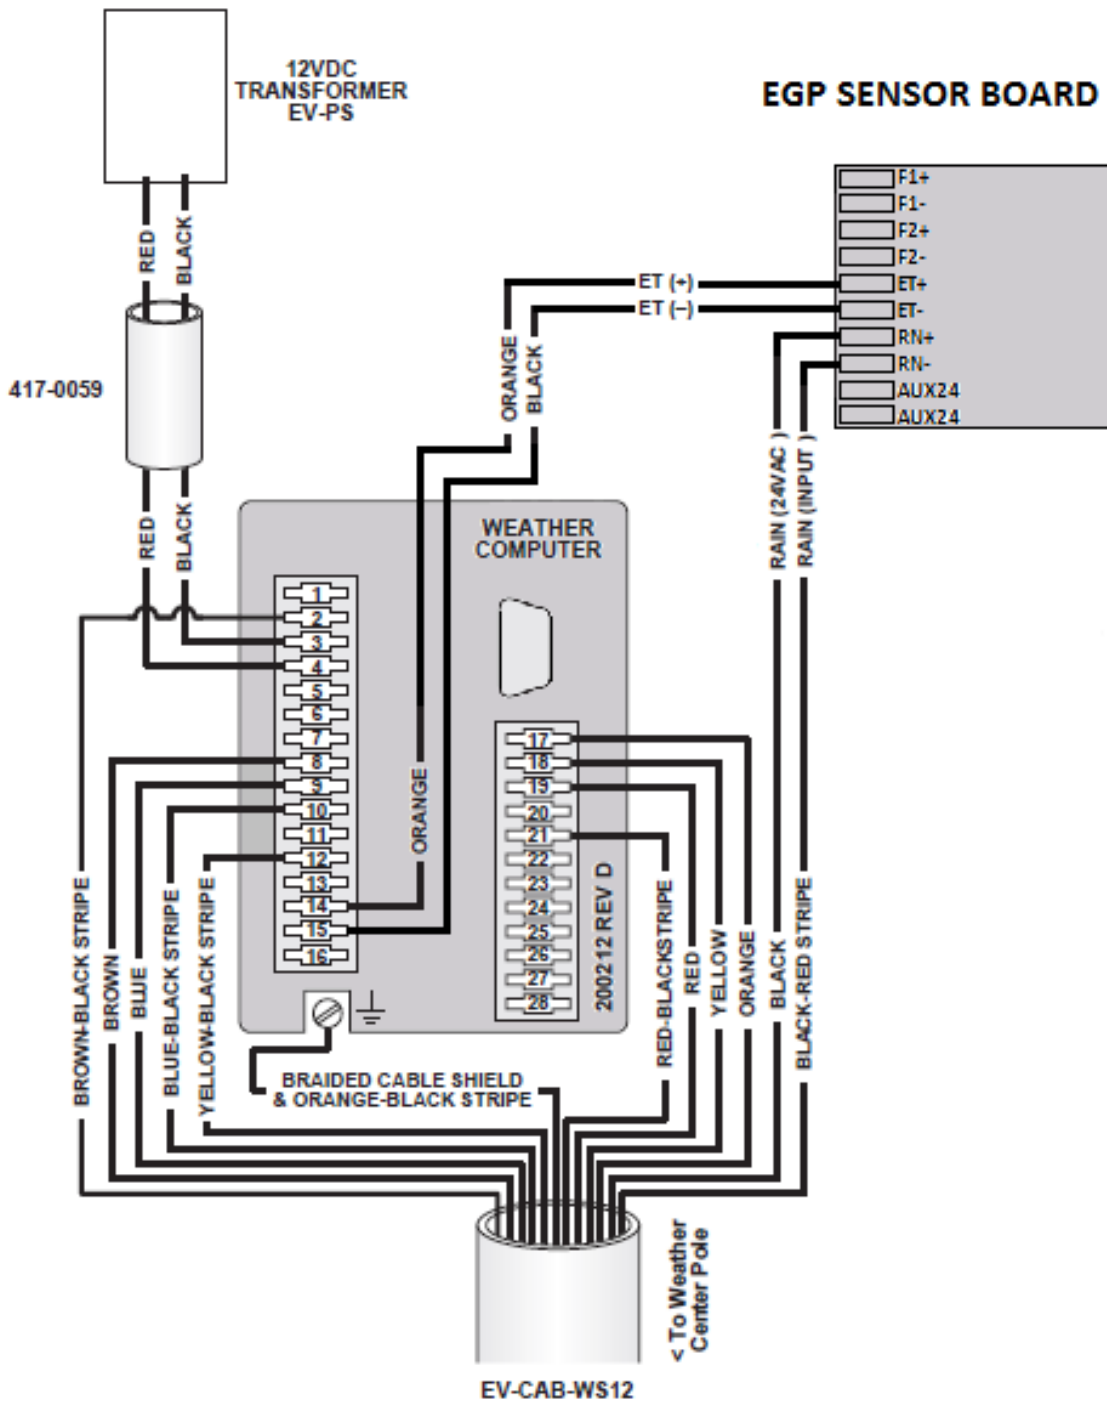 12VDC
TRANSFORMER
EV-PS
EGP SENSOR BOARD
F1+
F1-
F2+
F2-
ET+
ET-
RN+
RN-
AUX24
AUX24
RED
BLACK
417-0059
RED
BLACK
ET (+)
ET (–)
ORANGE
BLACK
RAIN (24VAC )
RAIN (INPUT )
WEATHER
COMPUTER
1
2
3
4
5
6
7
8
9
10
11
12
13
14
15
16
ORANGE
17
18
19
20
21
22
23
24
25
26
27
28
200212 REV D
BROWN-BLACK STRIPE
BROWN
BLUE
BLUE-BLACK STRIPE
YELLOW-BLACK STRIPE
RED-BLACKSTRIPE
RED
YELLOW
ORANGE
BLACK
BLACK-RED STRIPE
BRAIDED CABLE SHIELD
& ORANGE-BLACK STRIPE
< To Weather
Center Pole
EV-CAB-WS12